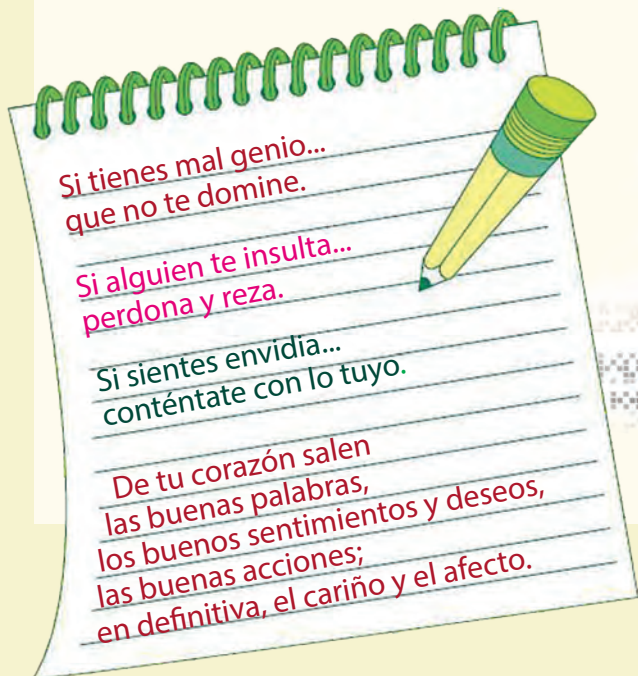 Si tienes mal genio...
que no te domine.
Si alguien te insulta...
perdona y reza.
Si sientes envidia...
conténtate con lo tuyo.
De tu corazón salen
las buenas palabras,
los buenos sentimientos y deseos,
las buenas acciones;
en definitiva, el cariño y el afecto.